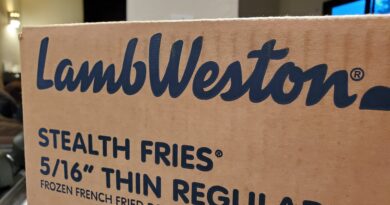 LambWeston®
STEALTH FRIES®
5/16" THIN REGULAR
FROZEN FRENCH FRIED